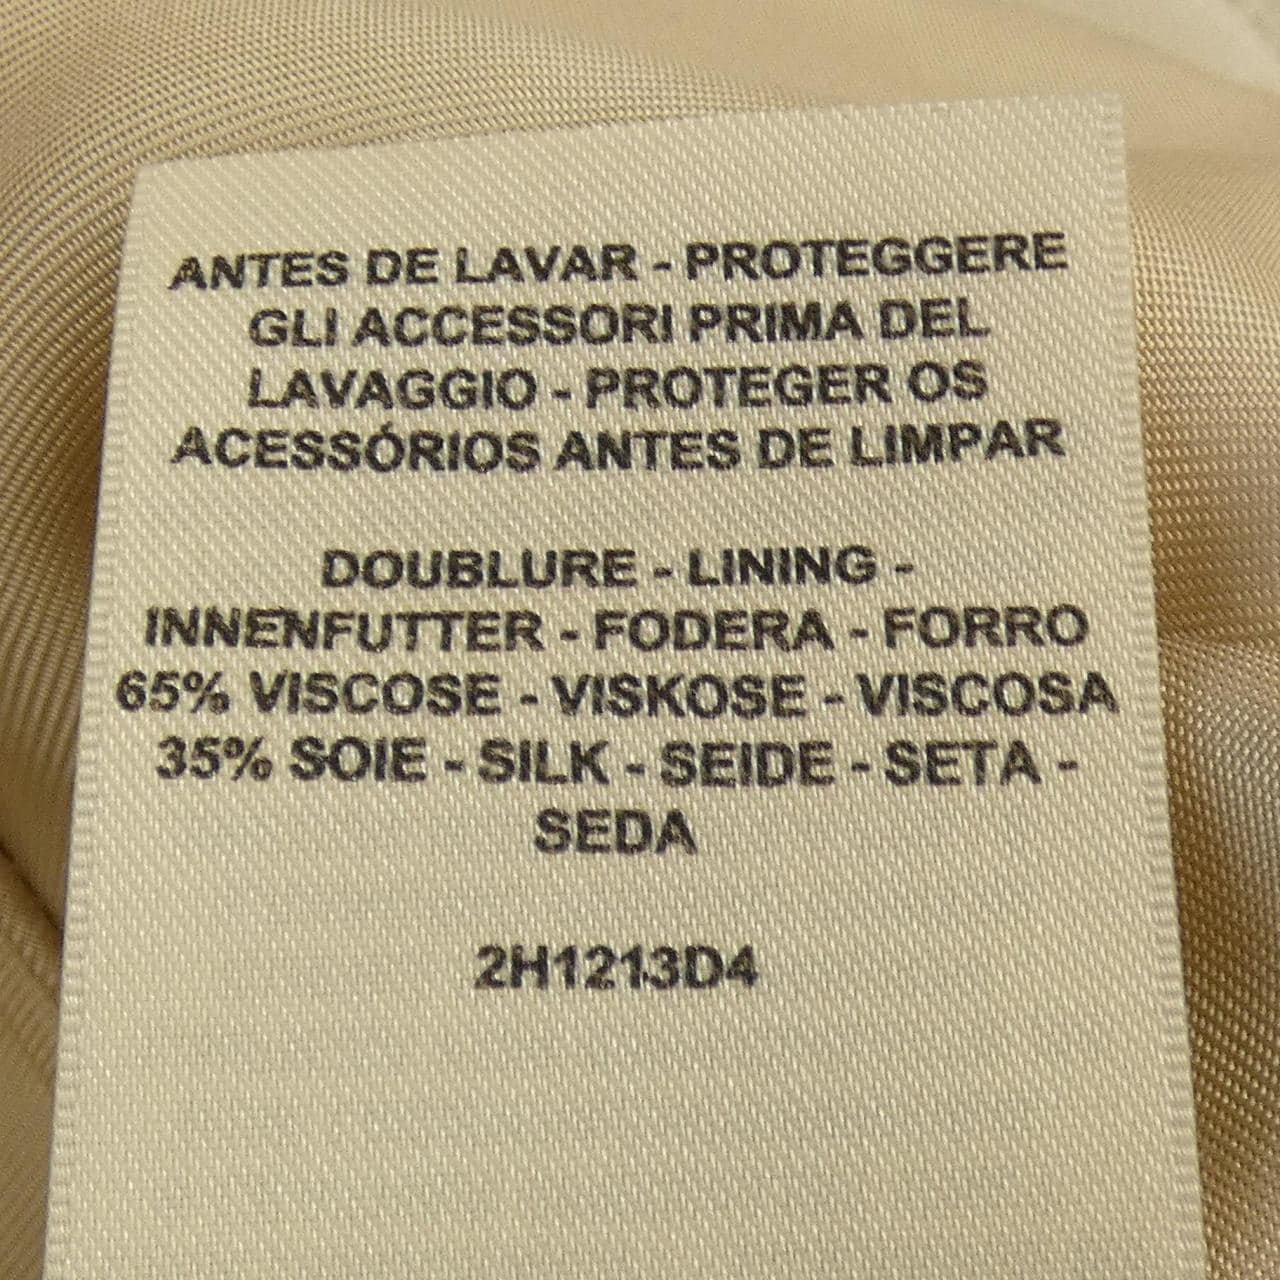 ANTES DE LAVAR - PROTEGGERE
GLI ACCESSORI PRIMA DEL
LAVAGGIO - PROTEGER OS
ACESSÓRIOS ANTES DE LIMPAR
DOUBLURE - LINING -
INNENFUTTER - FODERA - FORRO
65% VISCOSE - VISKOSE - VISCOSA
35% SOIE - SILK - SEIDE - SETA -
SEDA
2H1213D4